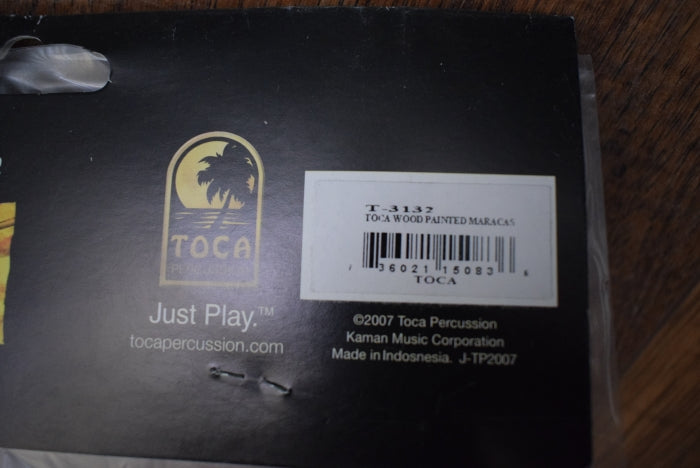 TOCA
PERCUSSION
Just Play.™
tocapercussion.com
T-3132
TOCA WOOD PAINTED MARACAS
7 36021 15083 6
TOCA
©2007 Toca Percussion
Kaman Music Corporation
Made in Indosnesia. J-TP2007